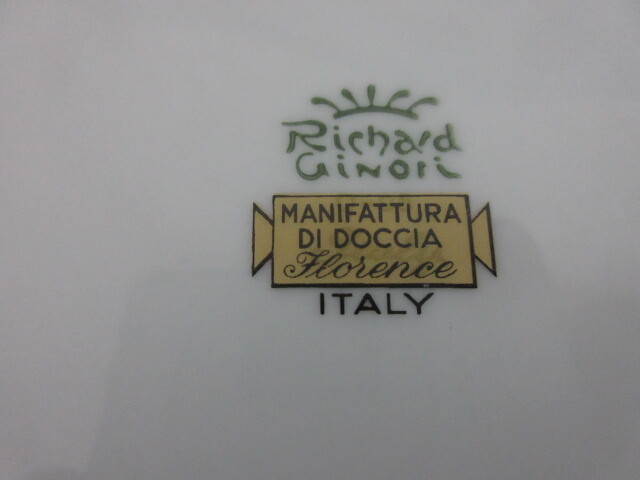 Richard
Ginori
MANIFATTURA
DI DOCCIA
Florence
ITALY